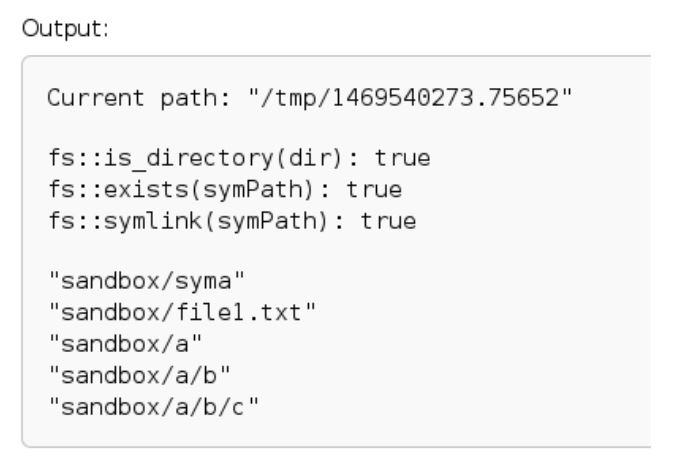 Output:
Current path: "/tmp/1469540273.75652"
fs::is_directory(dir): true
fs::exists(symPath): true
fs::symlink(symPath): true
"sandbox/syma"
"sandbox/file1.txt"
"sandbox/a"
"sandbox/a/b"
"sandbox/a/b/c"